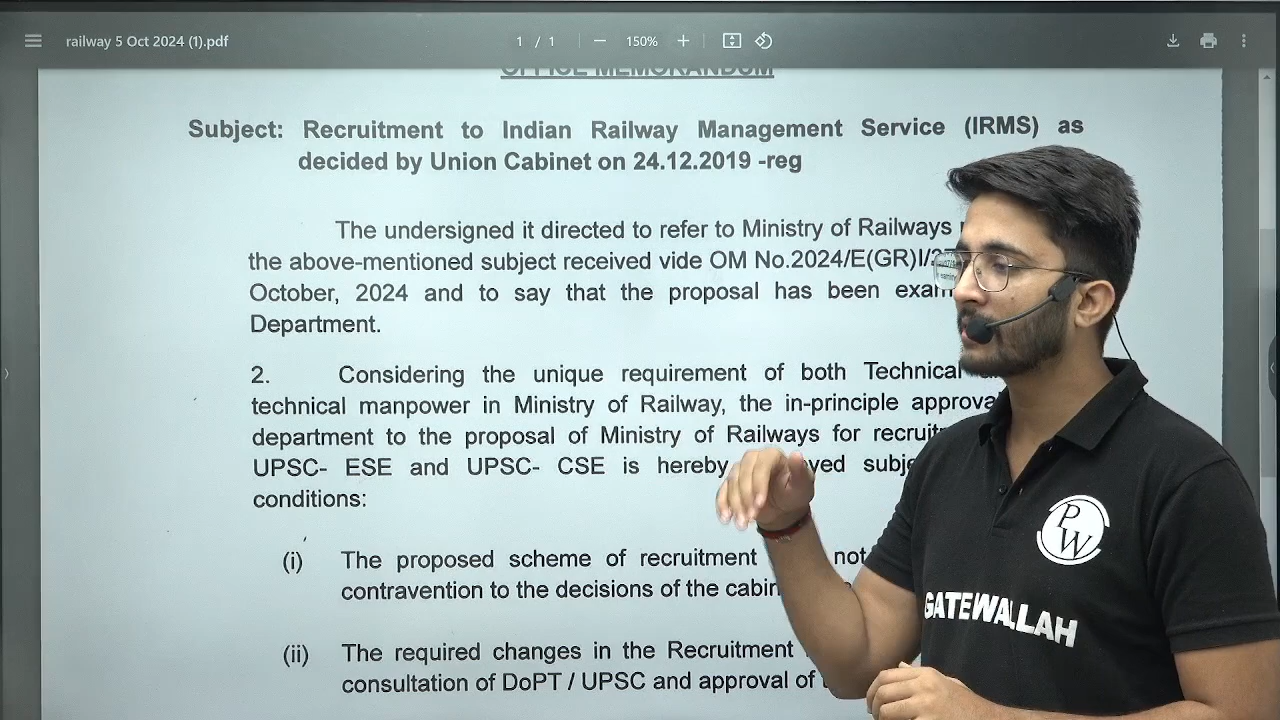 railway 5 Oct 2024 (1).pdf
1 / 1
150%
OFFICE MEMORANDUM
Subject: Recruitment to Indian Railway Management Service (IRMS) as
decided by Union Cabinet on 24.12.2019 -reg
The undersigned it directed to refer to Ministry of Railways
the above-mentioned subject received vide OM No.2024/E(GR)I/
October, 2024 and to say that the proposal has been
Department.
2. Considering the unique requirement of both Technical
technical manpower in Ministry of Railway, the in-principle
department to the proposal of Ministry of Railways for
UPSC- ESE and UPSC- CSE is hereby
conditions:
(i) The proposed scheme of recruitment
contravention to the decisions of the
(ii) The required changes in the Recruitment
consultation of DoPT / UPSC and approval of
PW
GATEWALLAH